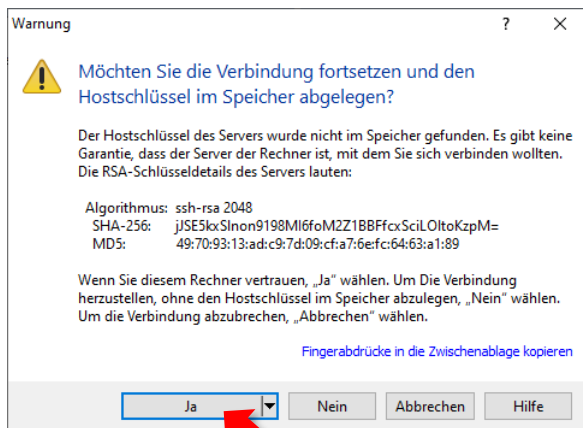 Warnung
Möchten Sie die Verbindung fortsetzen und den
Hostschlüssel im Speicher abgelegen?
Der Hostschlüssel des Servers wurde nicht im Speicher gefunden. Es gibt keine
Garantie, dass der Server der Rechner ist, mit dem Sie sich verbinden wollten.
Die RSA-Schlüsseldetails des Servers lauten:
Algorithmus: ssh-rsa 2048
SHA-256: jJSE5kxSlnon9198MI6foM2Z1BBFfcxSciLOltoKzpM=
MD5: 49:70:93:13:ad:c9:7d:09:cf:a7:6e:fc:64:63:a1:89
Wenn Sie diesem Rechner vertrauen, „Ja" wählen. Um Die Verbindung
herzustellen, ohne den Hostschlüssel im Speicher abzulegen, „Nein" wählen.
Um die Verbindung abzubrechen, „Abbrechen" wählen.
Fingerabdrücke in die Zwischenablage kopieren
Ja Nein Abbrechen Hilfe